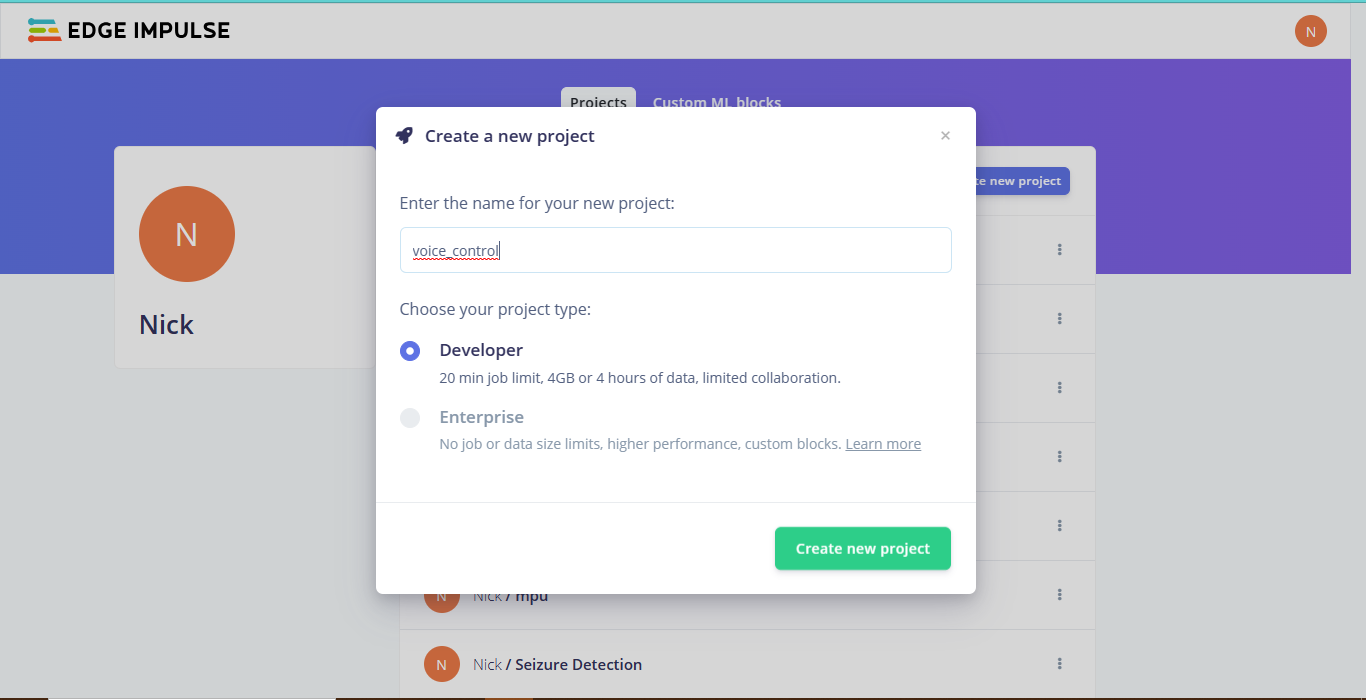 EDGE IMPULSE
N
Projects
Custom ML blocks
Create a new project
×
N
Nick
new project
Enter the name for your new project:
voice_control
Choose your project type:
Developer
20 min job limit, 4GB or 4 hours of data, limited collaboration.
Enterprise
No job or data size limits, higher performance, custom blocks. Learn more
Create new project
N
Nick / mpu
N
Nick / Seizure Detection